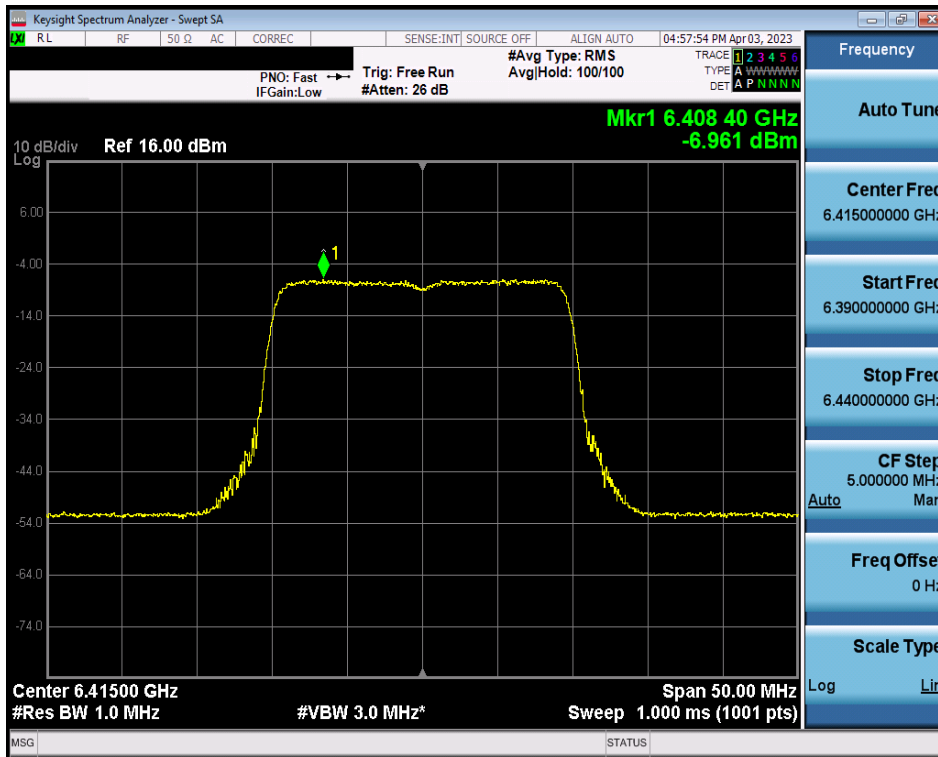 Keysight Spectrum Analyzer - Swept SA
LXI RL RF 50 Ω AC CORREC SENSE:INT SOURCE OFF ALIGN AUTO 04:57:54 PM Apr 03, 2023
PNO: Fast
IFGain:Low
Trig: Free Run
#Atten: 26 dB
#Avg Type: RMS
Avg|Hold: 100/100
TRACE 1 2 3 4 5 6
TYPE A WWWWW
DET A P N N N N
Mkr1 6.408 40 GHz
-6.961 dBm
10 dB/div Ref 16.00 dBm
Log
1
6.00
-4.00
-14.0
-24.0
-34.0
-44.0
-54.0
-64.0
-74.0
Center 6.41500 GHz
Span 50.00 MHz
#Res BW 1.0 MHz
#VBW 3.0 MHz*
Sweep 1.000 ms (1001 pts)
MSG
STATUS
Frequency
Auto Tune
Center Freq
6.415000000 GHz
Start Freq
6.390000000 GHz
Stop Freq
6.440000000 GHz
CF Step
5.000000 MHz
Auto Man
Freq Offset
0 Hz
Scale Type
Log Lin